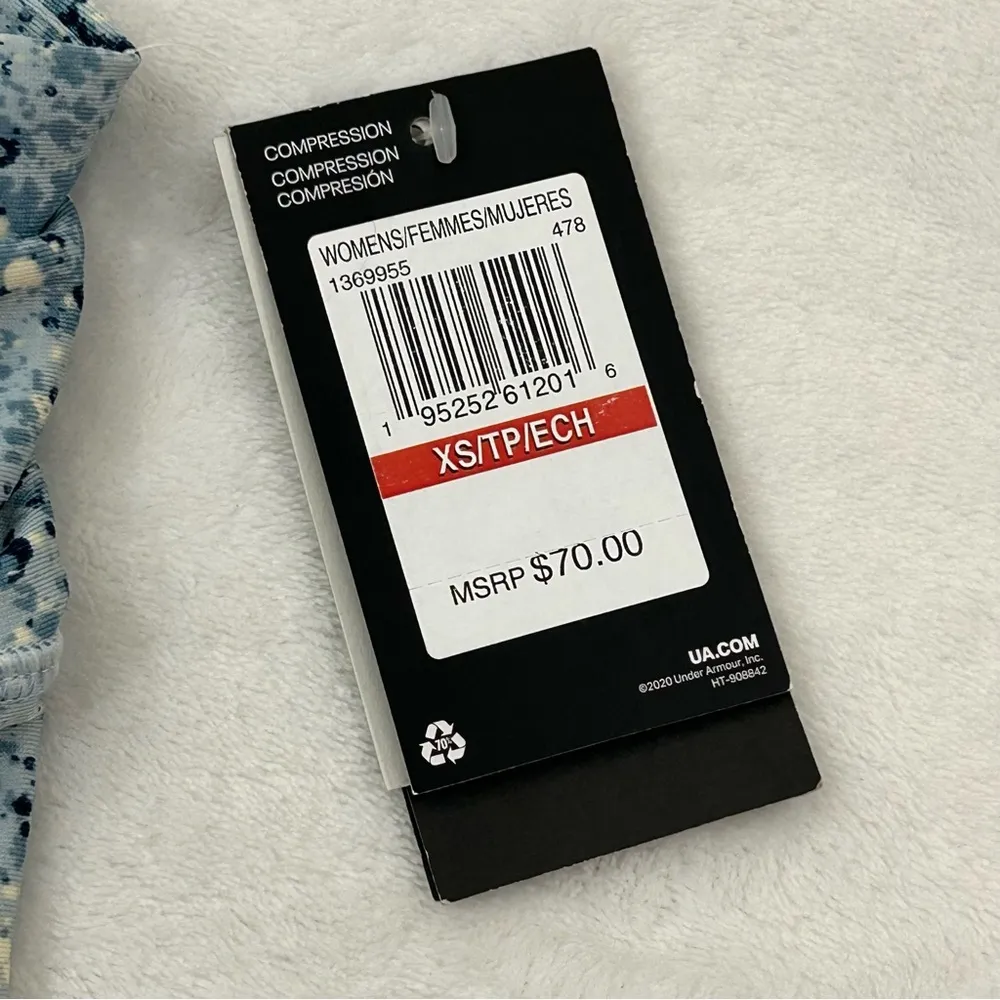 COMPRESSION
COMPRESSION
COMPRESIÓN
WOMENS/FEMMES/MUJERES
1369955 478
1 95252 61201 6
XS/TP/ECH
MSRP $70.00
UA.COM
©2020 Under Armour, Inc.
HT-908842
70%